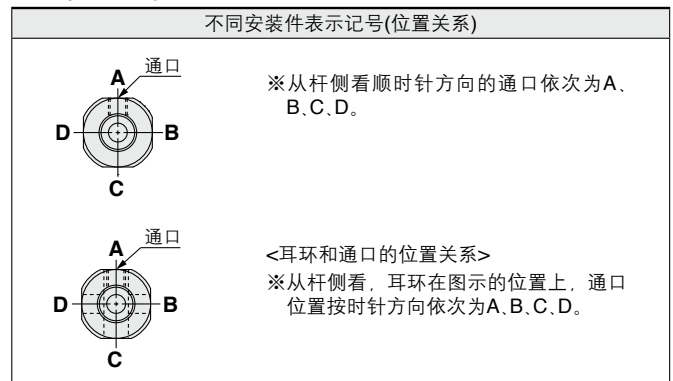 不同安装件表示记号(位置关系)
通口
A
D
B
C
※从杆侧看顺时针方向的通口依次为A、
B、C、D。
通口
A
D
B
C
<耳环和通口的位置关系>
※从杆侧看，耳环在图示的位置上，通口
位置按时针方向依次为A、B、C、D。